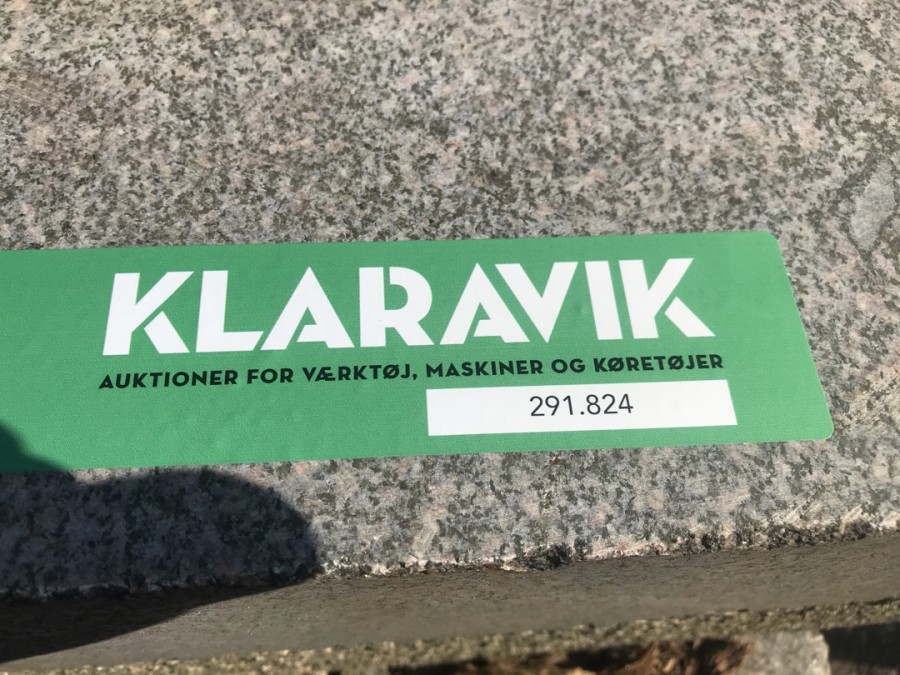 KLARAVIK
AUKTIONER FOR VÆRKTØJ, MASKINER OG KØRETØJER
291.824